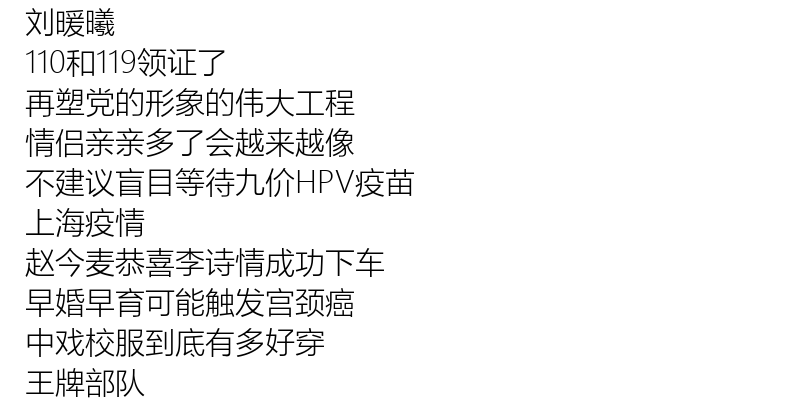 刘暖曦
110和119领证了
再塑党的形象的伟大工程
情侣亲亲多了会越来越像
不建议盲目等待九价HPV疫苗
上海疫情
赵今麦恭喜李诗情成功下车
早婚早育可能触发宫颈癌
中戏校服到底有多好穿
王牌部队